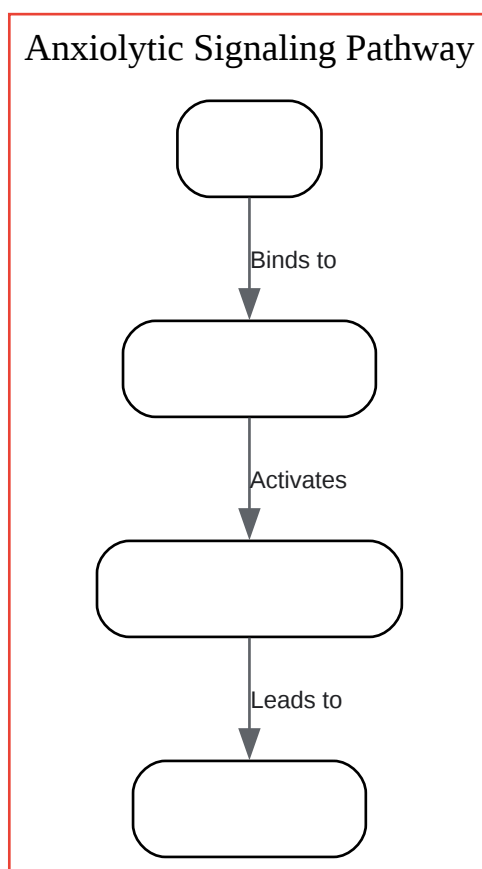 Anxiolytic Signaling Pathway
Binds to
Activates
Leads to